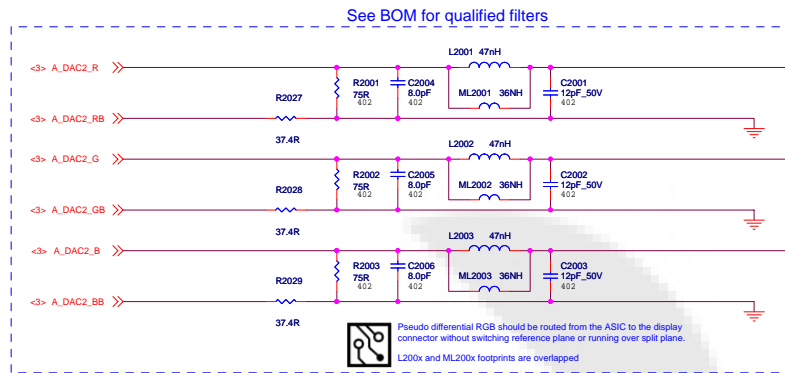 See BOM for qualified filters
L2001 47nH
<3> A_DAC2_R
R2001
75R
402
C2004
8.0pF
402
ML2001 36NH
C2001
12pF_50V
402
R2027
<3> A_DAC2_RB
37.4R
L2002 47nH
<3> A_DAC2_G
R2002
75R
402
C2005
8.0pF
402
ML2002 36NH
C2002
12pF_50V
402
R2028
<3> A_DAC2_GB
37.4R
L2003 47nH
<3> A_DAC2_B
R2003
75R
402
C2006
8.0pF
402
ML2003 36NH
C2003
12pF_50V
402
R2029
<3> A_DAC2_BB
37.4R
Pseudo differential RGB should be routed from the ASIC to the display
connector without switching reference plane or running over split plane.
L200x and ML200x footprints are overlapped